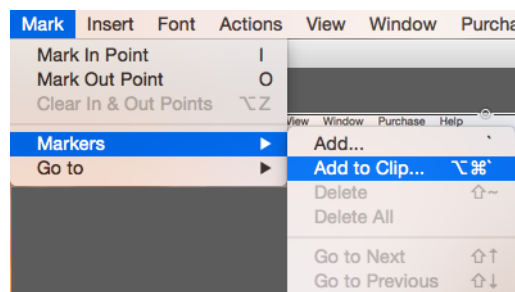 Mark Insert Font Actions View Window Purcha
Mark In Point I
Mark Out Point O
Clear In & Out Points ⌥Z
View Window Purchase Help
Markers ▶
Add... `
Go to ▶
Add to Clip... ⌥⌘`
Delete ⇧~
Delete All
Go to Next ⇧↑
Go to Previous ⇧↓